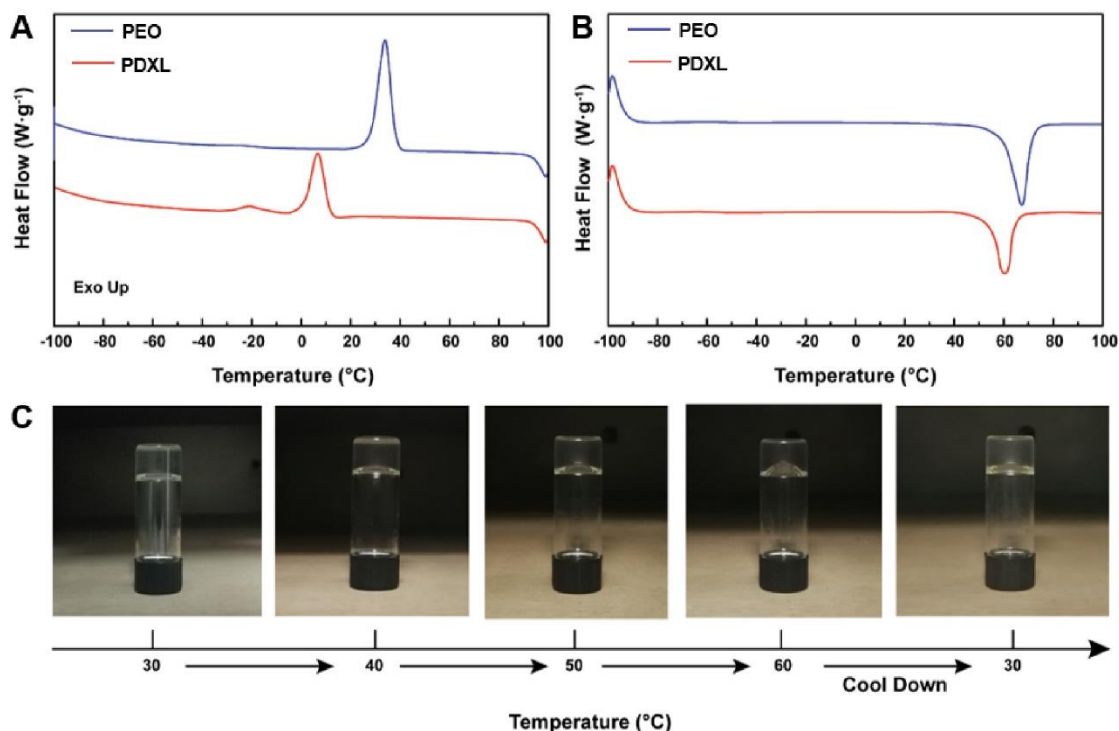 A
PEO
PDXL
Heat Flow (W·g⁻¹)
Exo Up
-100 -80 -60 -40 -20 0 20 40 60 80 100
Temperature (°C)
B
PEO
PDXL
Heat Flow (W·g⁻¹)
-100 -80 -60 -40 -20 0 20 40 60 80 100
Temperature (°C)
C
30 40 50 60 30
Cool Down
Temperature (°C)